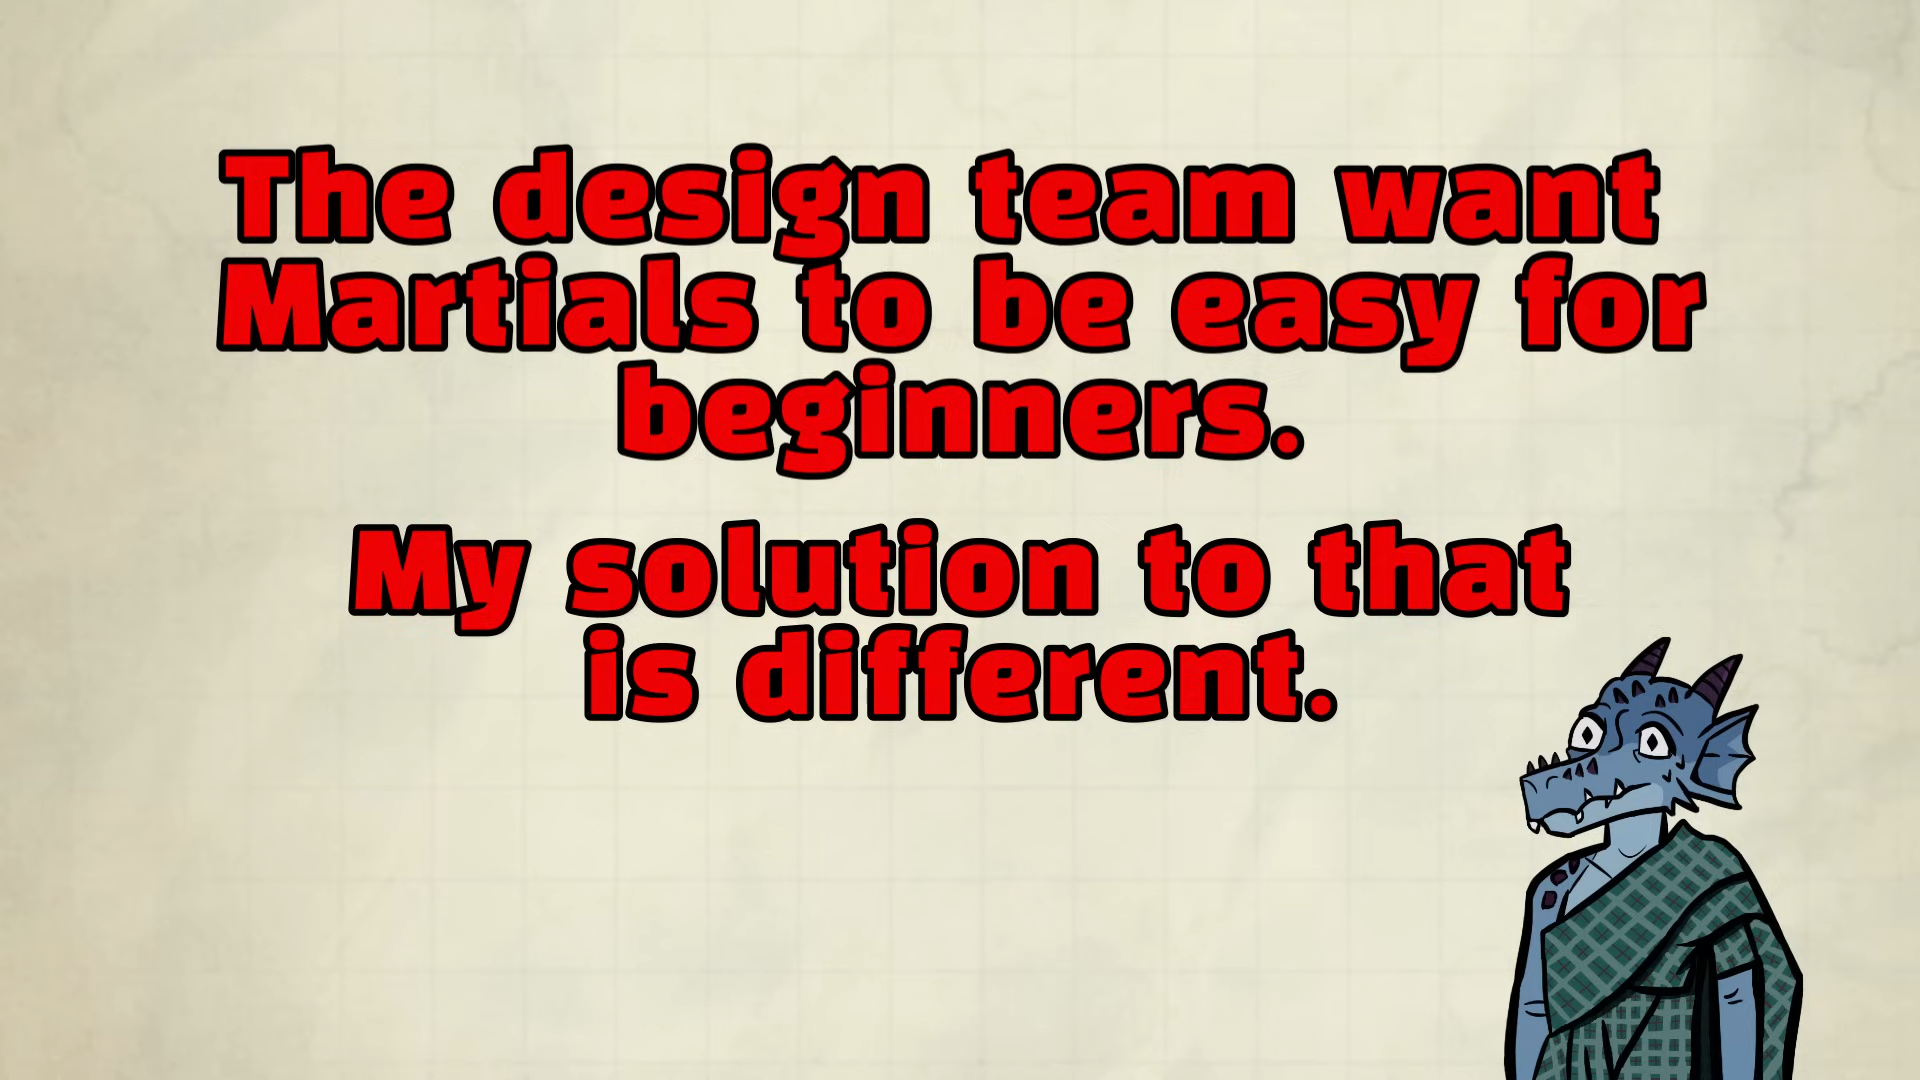 The design team want
Martials to be easy for
beginners.
My solution to that
is different.